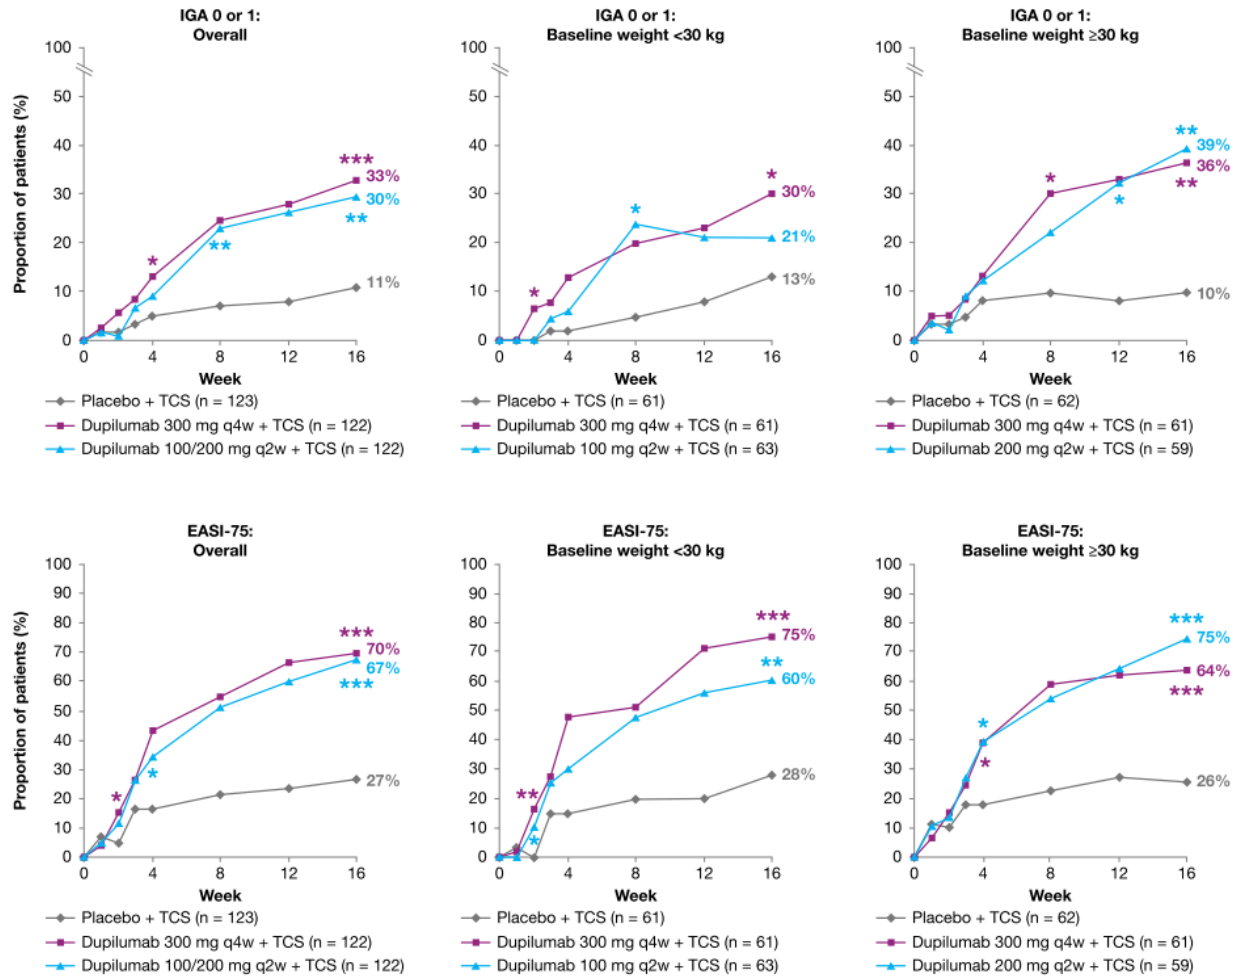 IGA 0 or 1:
Overall
100
50
40
30
20
10
0
Proportion of patients (%)
***
33%
30%
**
*
**
11%
0 4 8 12 16
Week
Placebo + TCS (n = 123)
Dupilumab 300 mg q4w + TCS (n = 122)
Dupilumab 100/200 mg q2w + TCS (n = 122)
IGA 0 or 1:
Baseline weight <30 kg
100
50
40
30
20
10
0
*
30%
*
21%
*
13%
0 4 8 12 16
Week
Placebo + TCS (n = 61)
Dupilumab 300 mg q4w + TCS (n = 61)
Dupilumab 100 mg q2w + TCS (n = 63)
IGA 0 or 1:
Baseline weight ≥30 kg
100
50
40
30
20
10
0
**
39%
36%
**
*
*
10%
0 4 8 12 16
Week
Placebo + TCS (n = 62)
Dupilumab 300 mg q4w + TCS (n = 61)
Dupilumab 200 mg q2w + TCS (n = 59)
EASI-75:
Overall
100
90
80
70
60
50
40
30
20
10
0
Proportion of patients (%)
***
70%
67%
***
*
*
27%
0 4 8 12 16
Week
Placebo + TCS (n = 123)
Dupilumab 300 mg q4w + TCS (n = 122)
Dupilumab 100/200 mg q2w + TCS (n = 122)
EASI-75:
Baseline weight <30 kg
100
90
80
70
60
50
40
30
20
10
0
***
75%
**
60%
**
*
28%
0 4 8 12 16
Week
Placebo + TCS (n = 61)
Dupilumab 300 mg q4w + TCS (n = 61)
Dupilumab 100 mg q2w + TCS (n = 63)
EASI-75:
Baseline weight ≥30 kg
100
90
80
70
60
50
40
30
20
10
0
***
75%
64%
***
*
*
26%
0 4 8 12 16
Week
Placebo + TCS (n = 62)
Dupilumab 300 mg q4w + TCS (n = 61)
Dupilumab 200 mg q2w + TCS (n = 59)